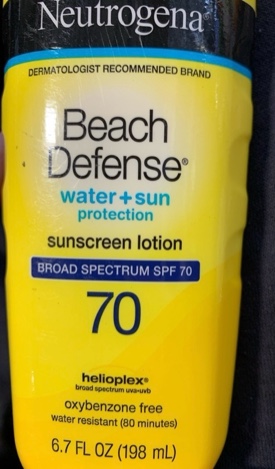 Neutrogena®
DERMATOLOGIST RECOMMENDED BRAND
Beach
Defense®
water + sun
protection
sunscreen lotion
BROAD SPECTRUM SPF 70
70
helioplex®
broad spectrum uva•uvb
oxybenzone free
water resistant (80 minutes)
6.7 FL OZ (198 mL)